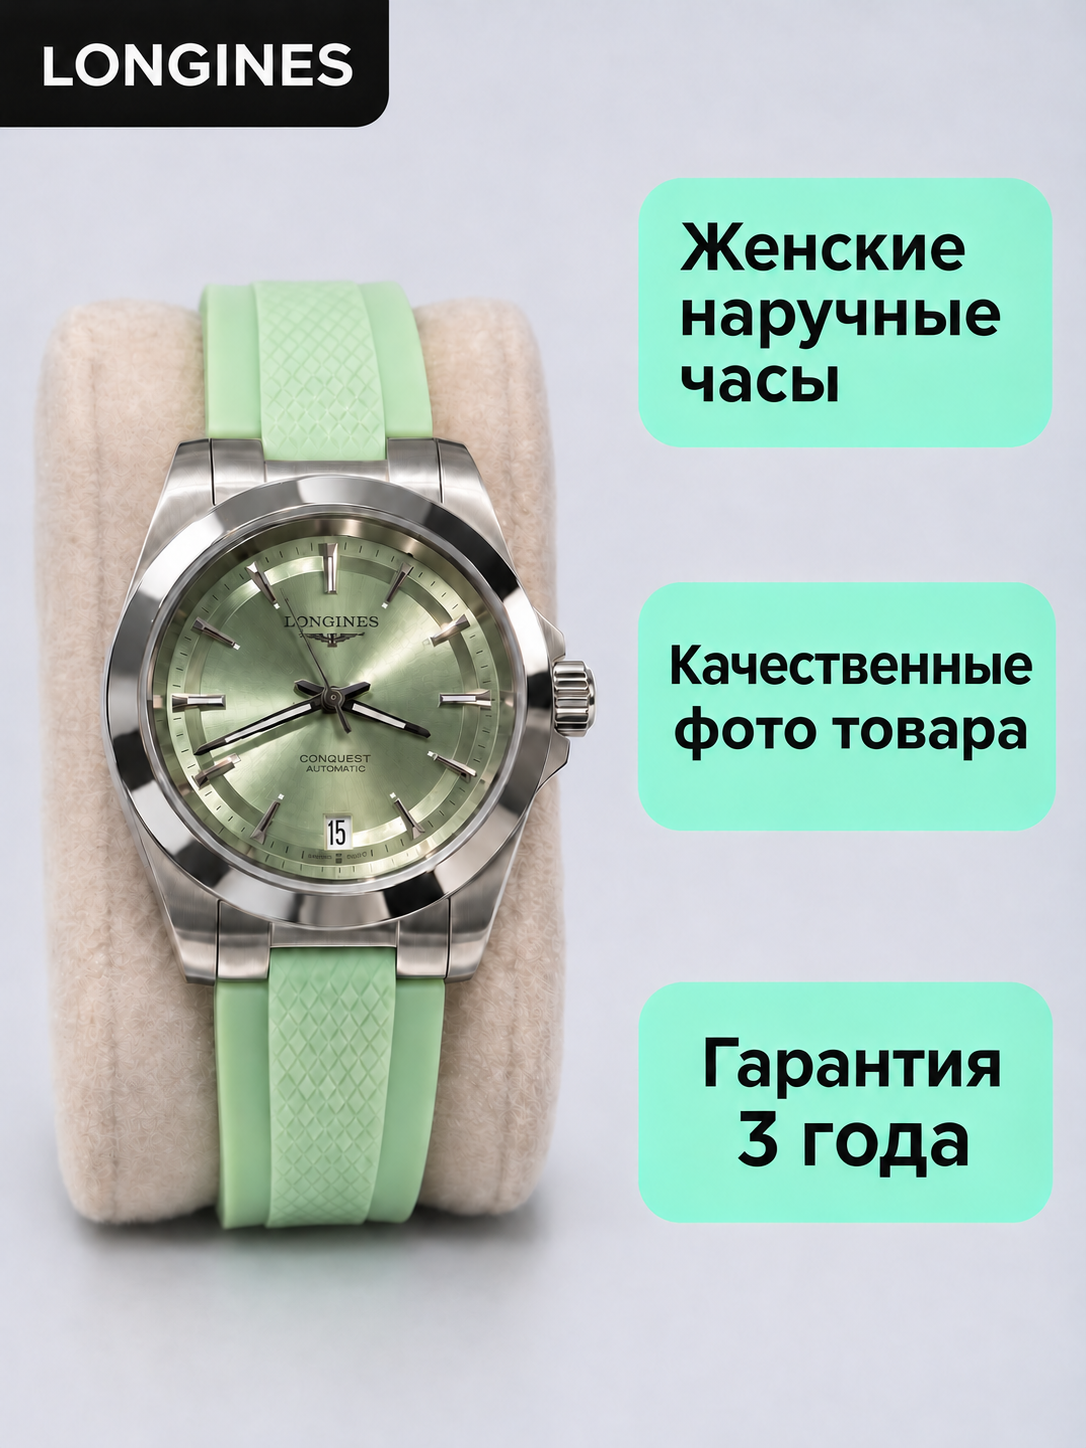 LONGINES
Женские
наручные
часы
LONGINES
Качественные
фото товара
CONQUEST
AUTOMATIC
15
Гарантия
3 года